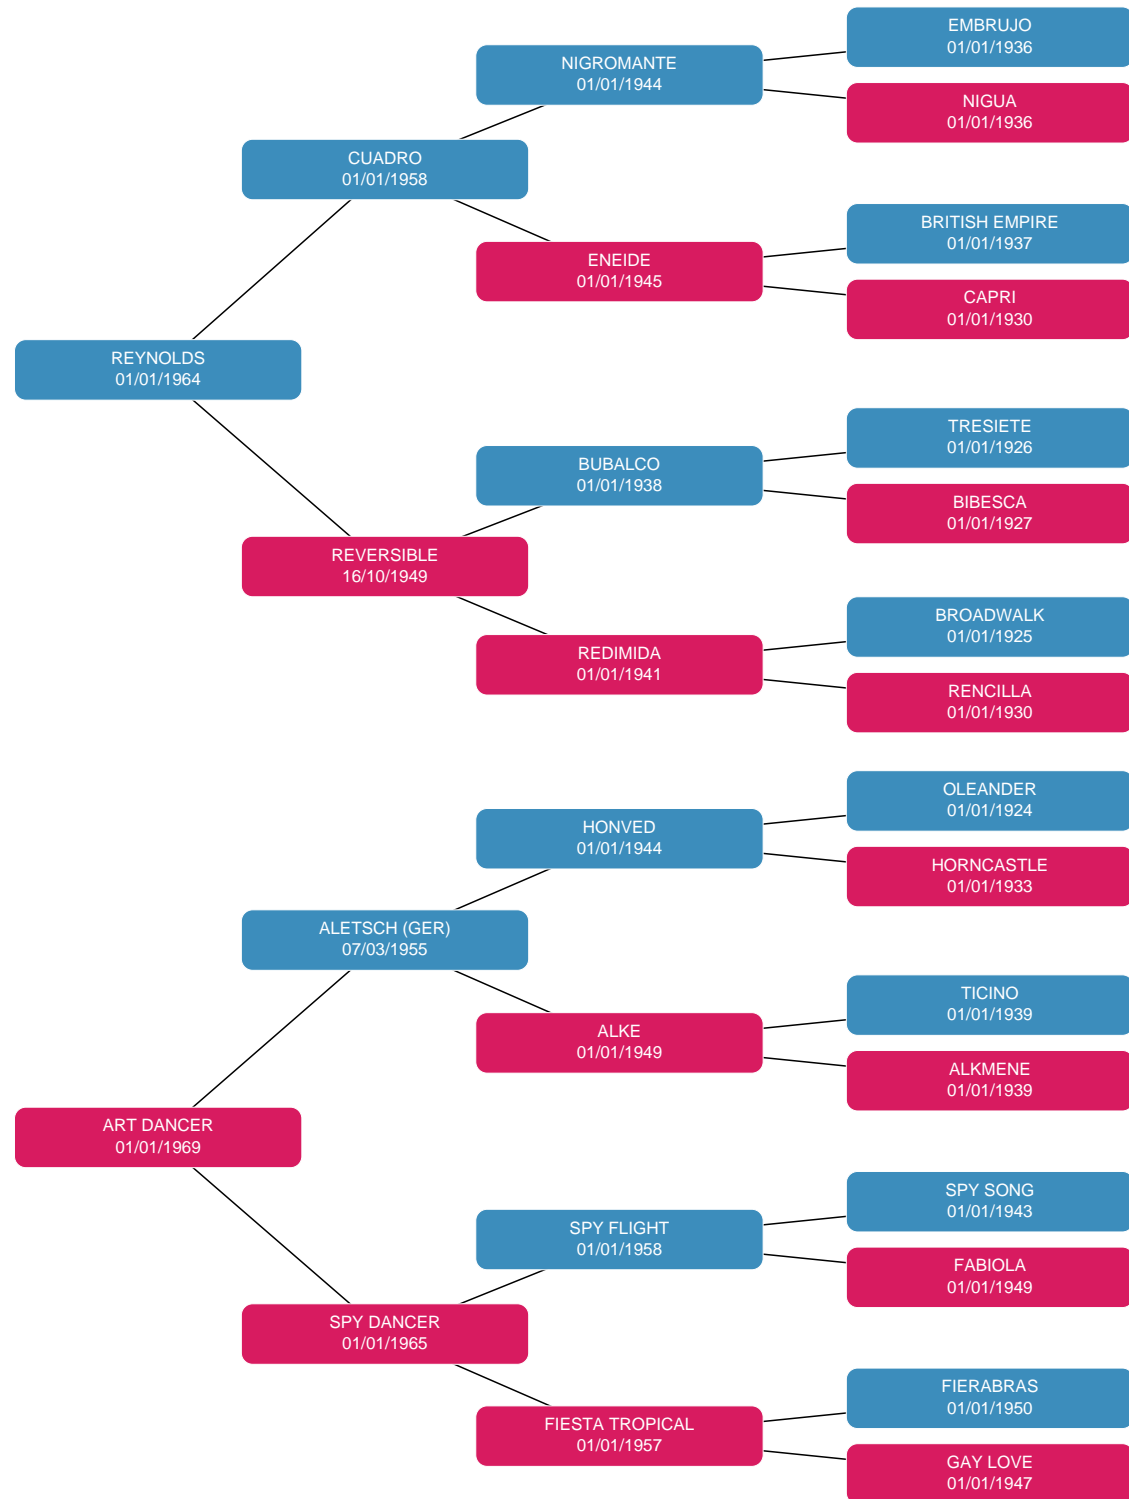 EMBRUJO
01/01/1936
NIGROMANTE
01/01/1944
NIGUA
01/01/1936
CUADRO
01/01/1958
BRITISH EMPIRE
01/01/1937
ENEIDE
01/01/1945
CAPRI
01/01/1930
REYNOLDS
01/01/1964
TRESIETE
01/01/1926
BUBALCO
01/01/1938
BIBESCA
01/01/1927
REVERSIBLE
16/10/1949
BROADWALK
01/01/1925
REDIMIDA
01/01/1941
RENCILLA
01/01/1930
OLEANDER
01/01/1924
HONVED
01/01/1944
HORNCASTLE
01/01/1933
ALETSCH (GER)
07/03/1955
TICINO
01/01/1939
ALKE
01/01/1949
ALKMENE
01/01/1939
ART DANCER
01/01/1969
SPY SONG
01/01/1943
SPY FLIGHT
01/01/1958
FABIOLA
01/01/1949
SPY DANCER
01/01/1965
FIERABRAS
01/01/1950
FIESTA TROPICAL
01/01/1957
GAY LOVE
01/01/1947